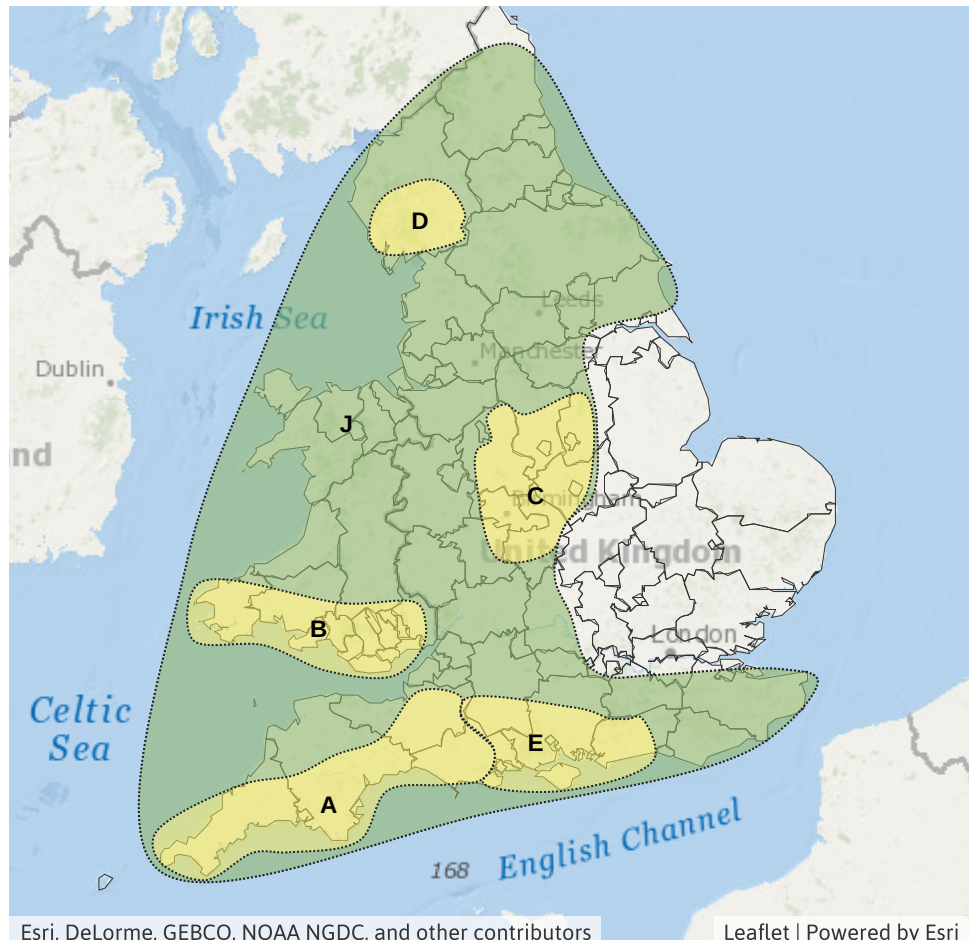 D
Leeds
Irish Sea
Manchester
Dublin
J
nd
C
Birmingham
United Kingdom
B
London
Celtic
Sea
E
A
English Channel
168
Esri, DeLorme, GEBCO, NOAA NGDC, and other contributors
Leaflet | Powered by Esri